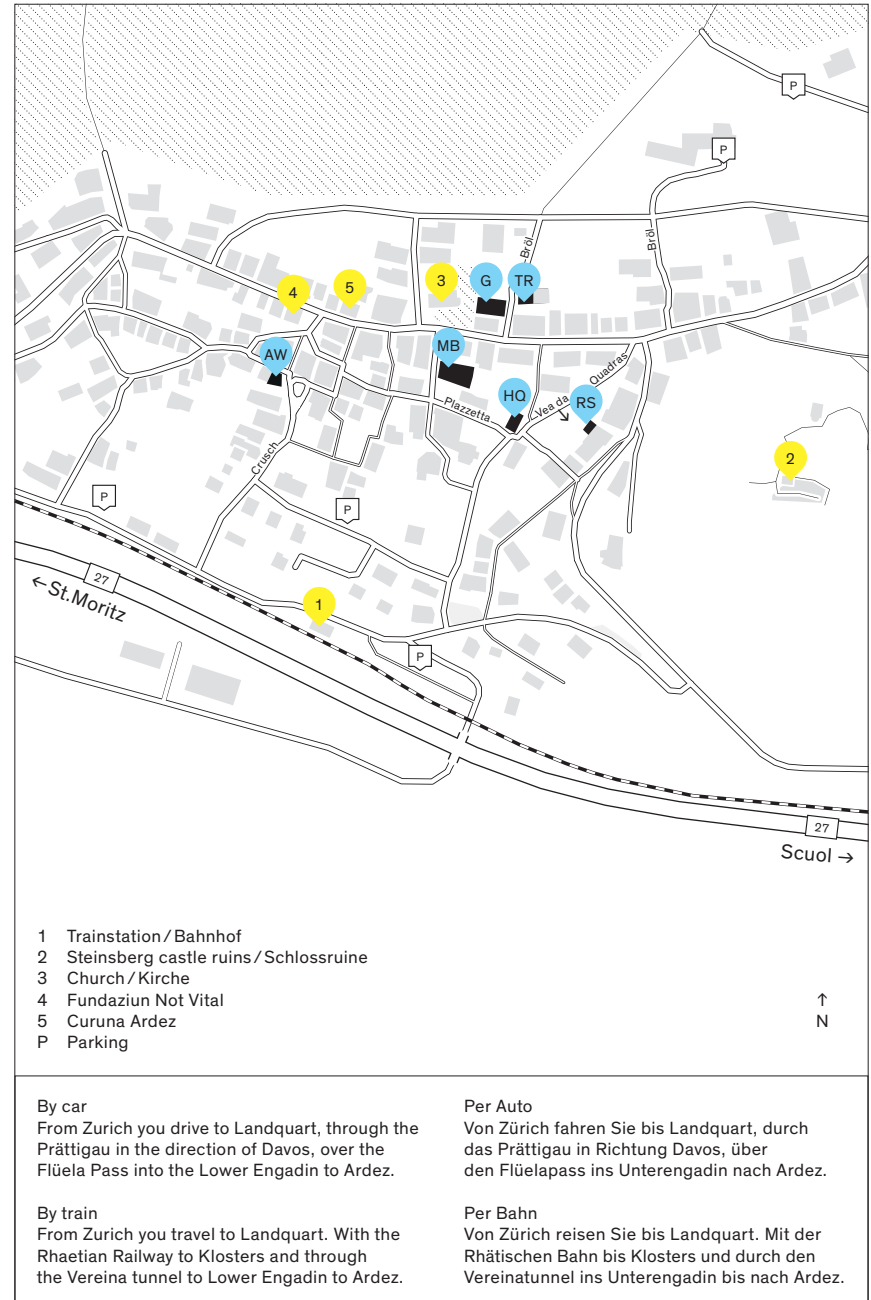 P
P
Bröl
Bröl
4
5
3
G
TR
AW
MB
HQ
RS
Piazzetta
Vea da
Quadras
↘
2
Crusch
P
P
27
← St. Moritz
1
P
27
Scuol →
1 Trainstation / Bahnhof
2 Steinsberg castle ruins / Schlossruine
3 Church / Kirche
4 Fundaziun Not Vital
5 Curuna Ardez
P Parking
↑
N
By car
From Zurich you drive to Landquart, through the
Prättigau in the direction of Davos, over the
Flüela Pass into the Lower Engadin to Ardez.
By train
From Zurich you travel to Landquart. With the
Rhaetian Railway to Klosters and through
the Vereina tunnel to Lower Engadin to Ardez.
Per Auto
Von Zürich fahren Sie bis Landquart, durch
das Prättigau in Richtung Davos, über
den Flüelapass ins Unterengadin nach Ardez.
Per Bahn
Von Zürich reisen Sie bis Landquart. Mit der
Rhätischen Bahn bis Klosters und durch den
Vereinatunnel ins Unterengadin bis nach Ardez.